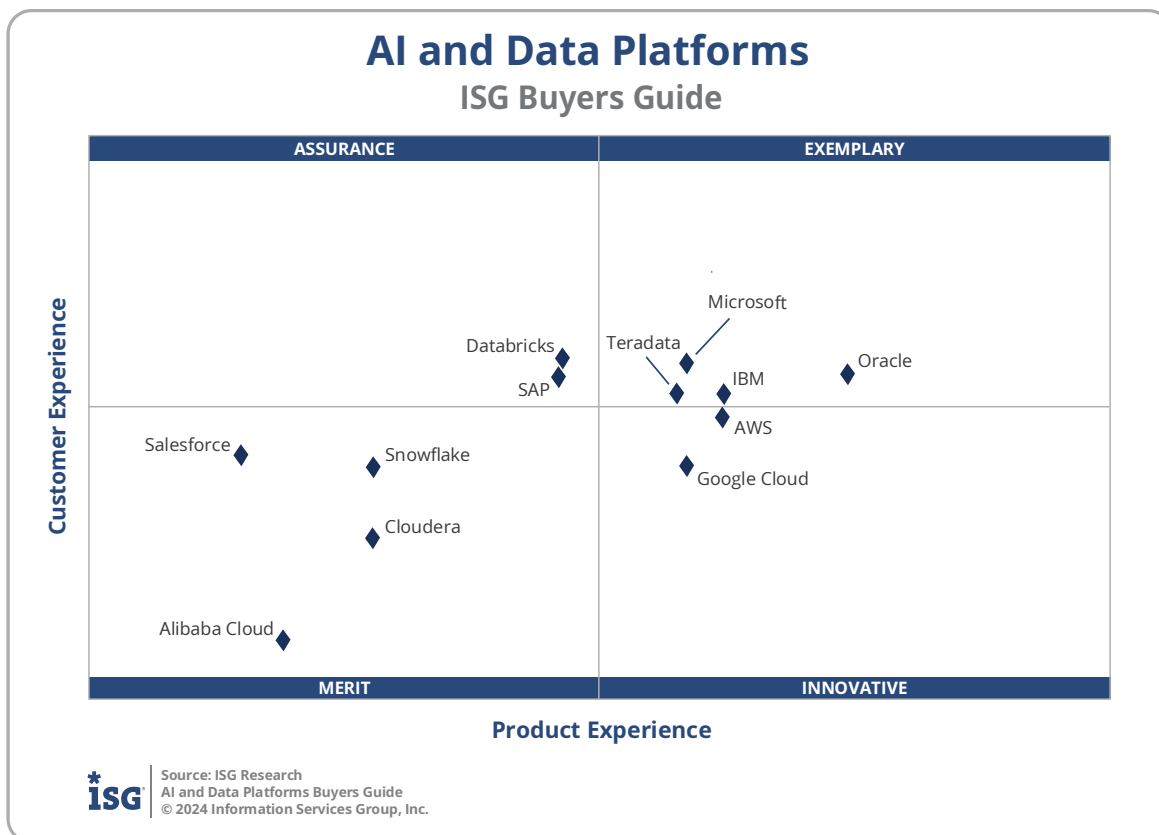 AI and Data Platforms
ISG Buyers Guide
ASSURANCE
EXEMPLARY
Microsoft
Teradata
Databricks
Oracle
IBM
SAP
AWS
Salesforce
Snowflake
Google Cloud
Cloudera
Alibaba Cloud
MERIT
INNOVATIVE
Customer Experience
Product Experience
iSG
Source: ISG Research
AI and Data Platforms Buyers Guide
© 2024 Information Services Group, Inc.